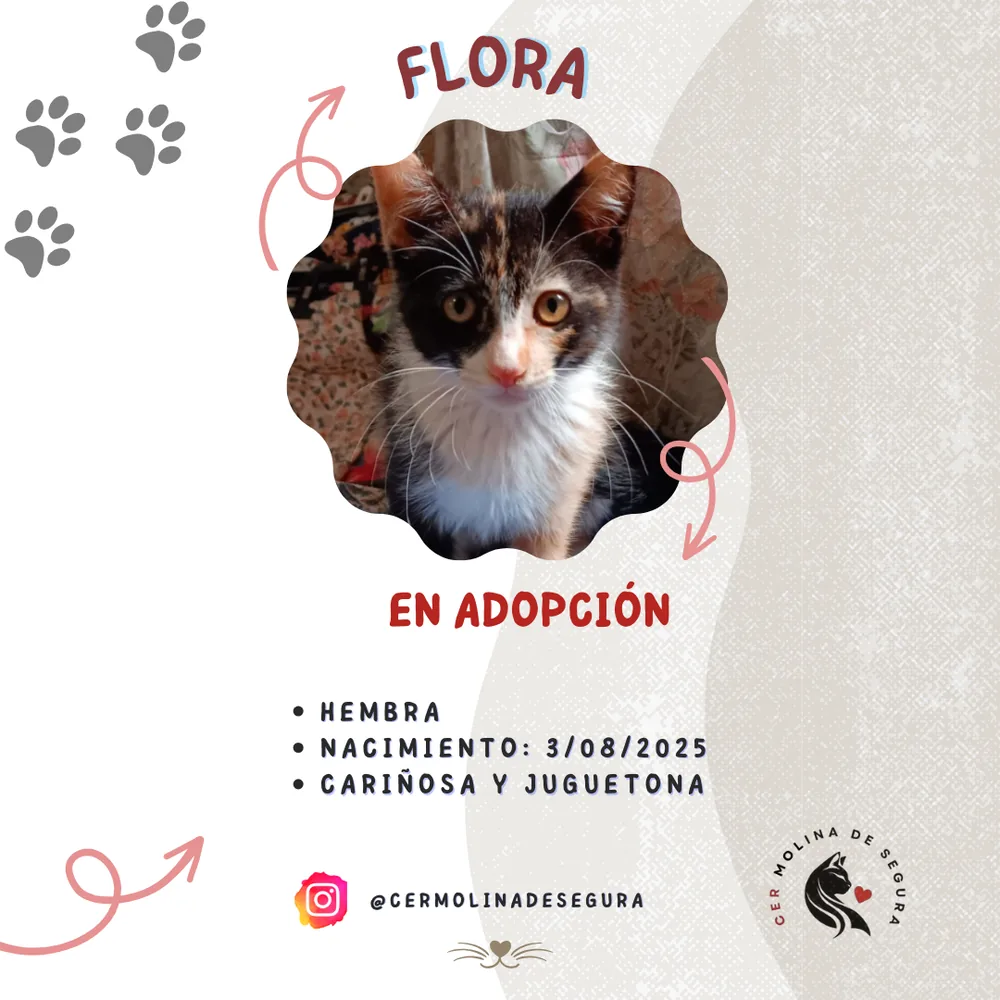 FLORA
EN ADOPCIÓN
• HEMBRA
• NACIMIENTO: 3/08/2025
• CARIÑOSA Y JUGUETONA
@CERMOLINADESEGURA
CER MOLINA DE SEGURA